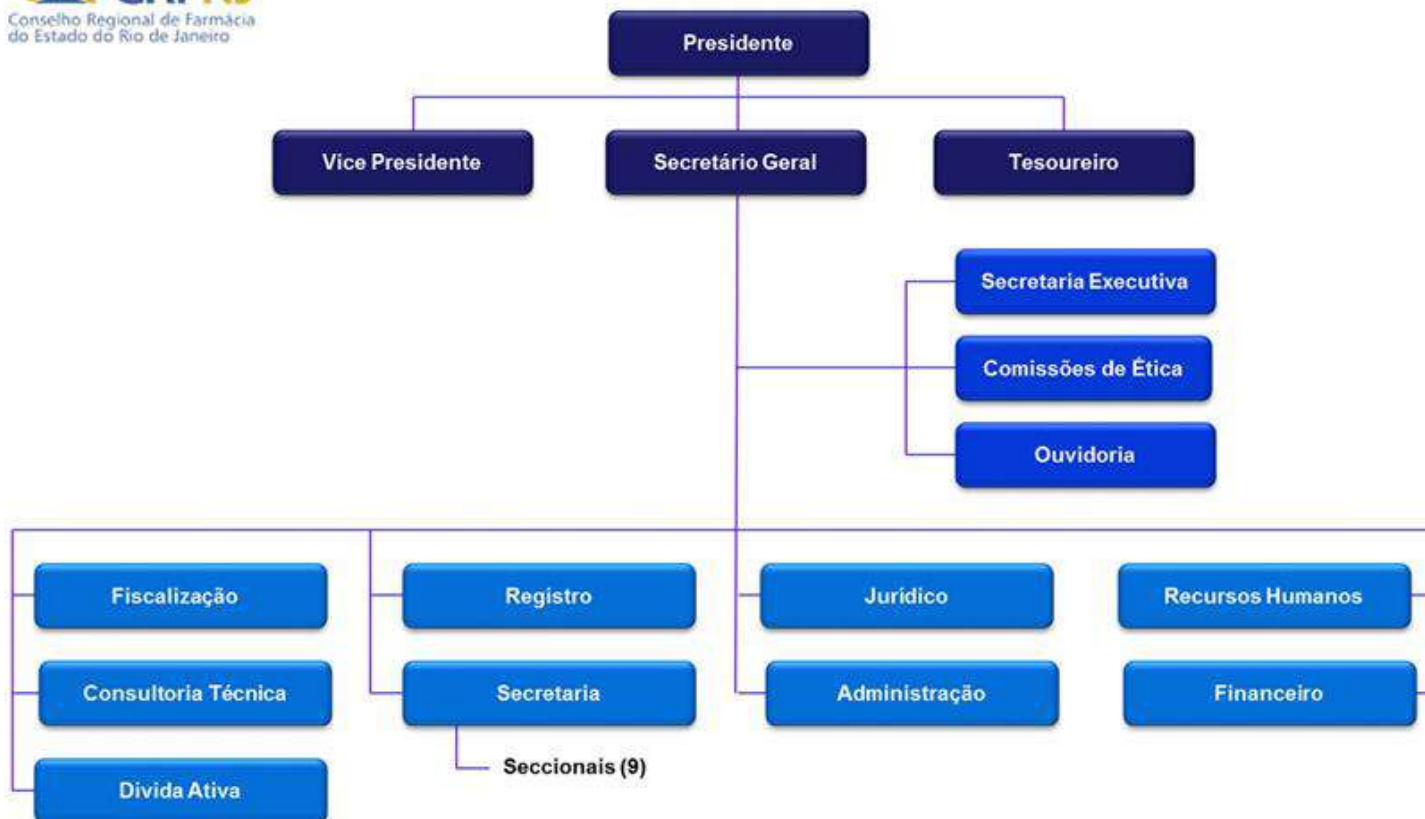 Conselho Regional de Farmácia
do Estado do Rio de Janeiro
Presidente
Vice Presidente
Secretário Geral
Tesoureiro
Secretaria Executiva
Comissões de Ética
Ouvidoria
Fiscalização
Registro
Jurídico
Recursos Humanos
Consultoria Técnica
Secretaria
Administração
Financeiro
Seccionais (9)
Divida Ativa